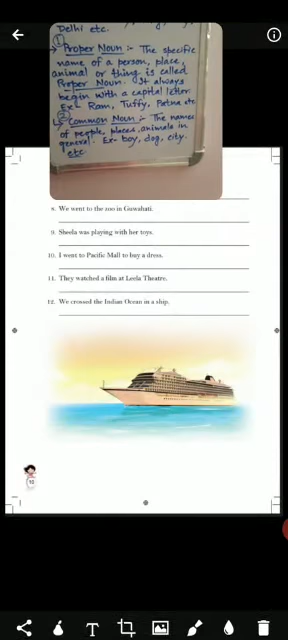 Delhi etc.
① Proper Noun :- The specific
name of a person, place,
animal or thing is called
Proper Noun. It always
begin with a capital letter.
Ex- Ram, Tuffy, Patna etc
② Common Noun :- The names
of people, places, animals in
general. Ex- boy, dog, city.
etc.
8. We went to the zoo in Guwahati.
9. Sheela was playing with her toys.
10. I went to Pacific Mall to buy a dress.
11. They watched a film at Leela Theatre.
12. We crossed the Indian Ocean in a ship.
10
T